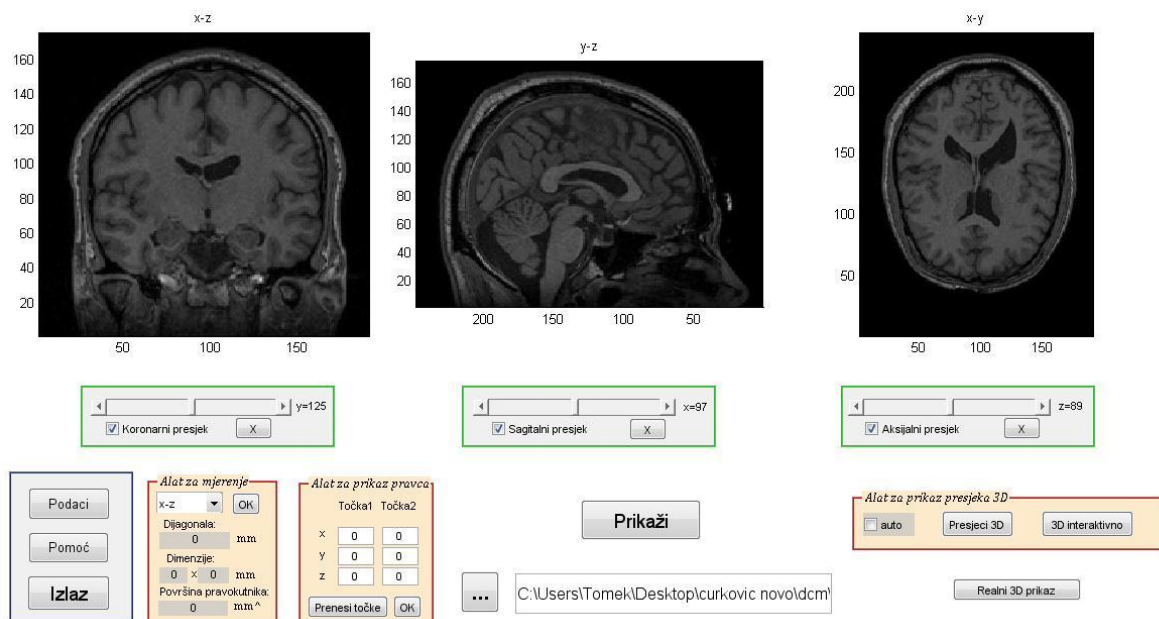 x-z
y-z
x-y
160
140
120
100
80
60
40
20
50
100
150
160
140
120
100
80
60
40
20
200
150
100
50
200
150
100
50
50
100
150
y=125
Koronarni presjek
X
x=97
Sagitalni presjek
X
z=89
Aksijalni presjek
X
Podaci
Pomoć
Izlaz
Alat za mjerenje
x-z
OK
Dijagonala:
0 mm
Dimenzije:
0 x 0 mm
Površina pravokutnika:
0 mm^
Alat za prikaz pravca
Točka1 Točka2
x 0 0
y 0 0
z 0 0
Prenesi točke OK
Prikaži
... C:\Users\Tomek\Desktop\curkovic novo\dcm\
Alat za prikaz presjeka 3D
auto Presjeci 3D 3D interaktivno
Realni 3D prikaz